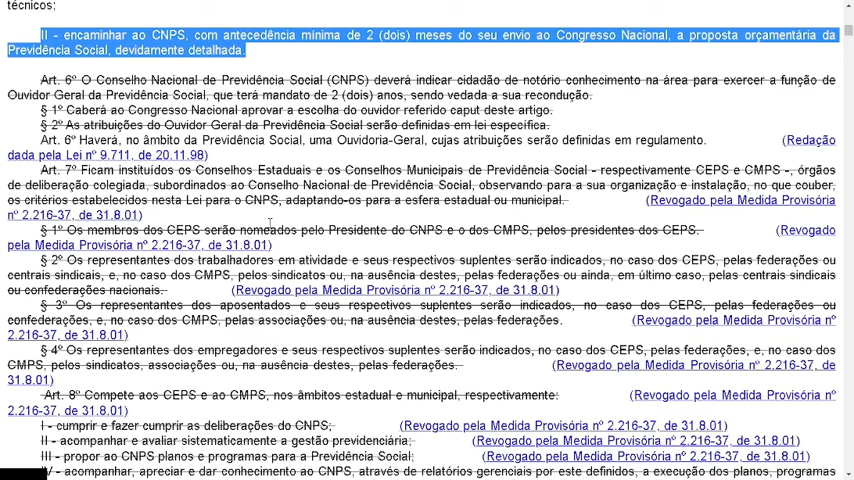 técnicos;
II - encaminhar ao CNPS, com antecedência mínima de 2 (dois) meses do seu envio ao Congresso Nacional, a proposta orçamentária da
Previdência Social, devidamente detalhada.
Art. 6º O Conselho Nacional de Previdência Social (CNPS) deverá indicar cidadão de notório conhecimento na área para exercer a função de
Ouvidor Geral da Previdência Social, que terá mandato de 2 (dois) anos, sendo vedada a sua recondução.
§ 1º Caberá ao Congresso Nacional aprovar a escolha do ouvidor referido caput deste artigo.
§ 2º As atribuições do Ouvidor Geral da Previdência Social serão definidas em lei específica.
Art. 6º Haverá, no âmbito da Previdência Social, uma Ouvidoria-Geral, cujas atribuições serão definidas em regulamento. (Redação
dada pela Lei nº 9.711, de 20.11.98)
Art. 7º Ficam instituídos os Conselhos Estaduais e os Conselhos Municipais de Previdência Social - respectivamente CEPS e CMPS -, órgãos
de deliberação colegiada, subordinados ao Conselho Nacional de Previdência Social, observando para a sua organização e instalação, no que couber,
os critérios estabelecidos nesta Lei para o CNPS, adaptando-os para a esfera estadual ou municipal. (Revogado pela Medida Provisória
nº 2.216-37, de 31.8.01)
§ 1º Os membros dos CEPS serão nomeados pelo Presidente do CNPS e o dos CMPS, pelos presidentes dos CEPS. (Revogado
pela Medida Provisória nº 2.216-37, de 31.8.01)
§ 2º Os representantes dos trabalhadores em atividade e seus respectivos suplentes serão indicados, no caso dos CEPS, pelas federações ou
centrais sindicais, e, no caso dos CMPS, pelos sindicatos ou, na ausência destes, pelas federações ou ainda, em último caso, pelas centrais sindicais
ou confederações nacionais. (Revogado pela Medida Provisória nº 2.216-37, de 31.8.01)
§ 3º Os representantes dos aposentados e seus respectivos suplentes serão indicados, no caso dos CEPS, pelas federações ou
confederações, e, no caso dos CMPS, pelas associações ou, na ausência destes, pelas federações. (Revogado pela Medida Provisória nº
2.216-37, de 31.8.01)
§ 4º Os representantes dos empregadores e seus respectivos suplentes serão indicados, no caso dos CEPS, pelas federações, e, no caso dos
CMPS, pelos sindicatos, associações ou, na ausência destes, pelas federações. (Revogado pela Medida Provisória nº 2.216-37, de
31.8.01)
Art. 8º Compete aos CEPS e ao CMPS, nos âmbitos estadual e municipal, respectivamente: (Revogado pela Medida Provisória nº
2.216-37, de 31.8.01)
I - cumprir e fazer cumprir as deliberações do CNPS; (Revogado pela Medida Provisória nº 2.216-37, de 31.8.01)
II - acompanhar e avaliar sistematicamente a gestão previdenciária; (Revogado pela Medida Provisória nº 2.216-37, de 31.8.01)
III - propor ao CNPS planos e programas para a Previdência Social; (Revogado pela Medida Provisória nº 2.216-37, de 31.8.01)
IV - acompanhar, apreciar e dar conhecimento ao CNPS, através de relatórios gerenciais por este definidos, a execução dos planos, programas